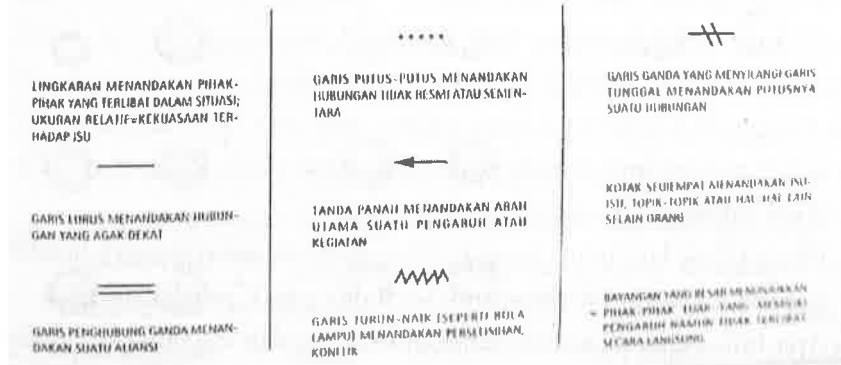 LINGKARAN MENANDAKAN PIHAK-
PIHAK YANG TERLIBAT DALAM SITUASI;
UKURAN RELATIF=KEKUASAAN TER-
HADAP ISU
GARIS LURUS MENANDAKAN HUBUN-
GAN YANG AGAK DEKAT
GARIS PENGHUBUNG GANDA MENAN-
DAKAN SUATU ALIANSI
GARIS PUTUS-PUTUS MENANDAKAN
HUBUNGAN TIDAK RESMI ATAU SEMEN-
TARA
TANDA PANAH MENANDAKAN ARAH
UTAMA SUATU PENGARUH ATAU
KEGIATAN
GARIS TURUN-NAIK (SEPERTI BOLA
LAMPU) MENANDAKAN PERSELISIHAN,
KONFLIK
GARIS GANDA YANG MENYILANGI GARIS
TUNGGAL MENANDAKAN PUTUSNYA
SUATU HUBUNGAN
KOTAK SEGIEMPAT MENANDAKAN ISU-
ISU, TOPIK-TOPIK ATAU HAL-HAL LAIN
SELAIN ORANG
BAYANGAN YANG BESAR MENUNJUKKAN
PIHAK-PIHAK LUAR YANG MEMPUNYAI
PENGARUH NAMUN TIDAK TERLIBAT
SECARA LANGSUNG